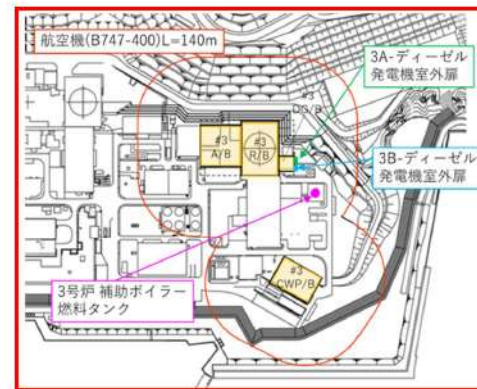 航空機(B747-400)L=140m
3A-ディーゼル
発電機室外扉
#3
DG/B
#3
A/B
#3
R/B
3B-ディーゼル
発電機室外扉
3号炉 補助ボイラー
燃料タンク
#3
CWP/B